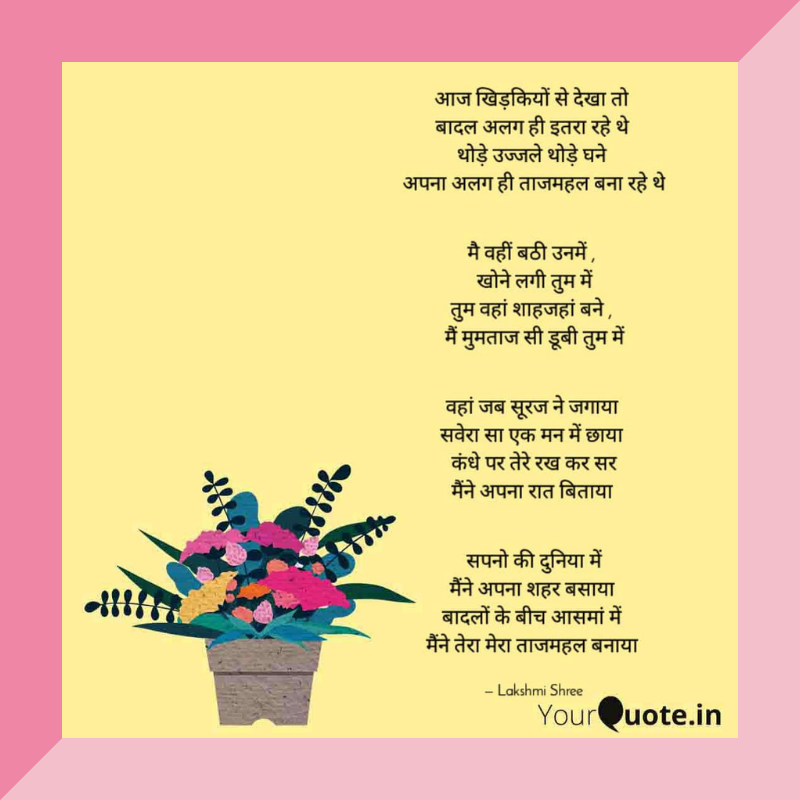 आज खिड़कियों से देखा तो
बादल अलग ही इतरा रहे थे
थोड़े उज्जले थोड़े घने
अपना अलग ही ताजमहल बना रहे थे
मै वहीं बठी उनमें ,
खोने लगी तुम में
तुम वहां शाहजहां बने ,
मैं मुमताज सी डूबी तुम में
वहां जब सूरज ने जगाया
सवेरा सा एक मन में छाया
कंधे पर तेरे रख कर सर
मैंने अपना रात बिताया
सपनो की दुनिया में
मैंने अपना शहर बसाया
बादलों के बीच आसमां में
मैंने तेरा मेरा ताजमहल बनाया
– Lakshmi Shree
YourQuote.in